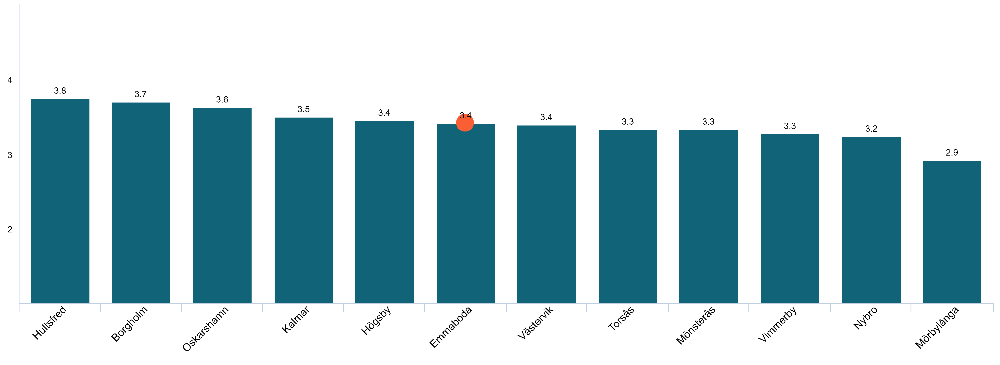 4
3
2
3.8
3.7
3.6
3.5
3.4
3.4
3.4
3.3
3.3
3.3
3.2
2.9
Hultsfred
Borgholm
Oskarshamn
Kalmar
Högsby
Emmaboda
Västervik
Torsås
Mönsterås
Vimmerby
Nybro
Mörbylånga